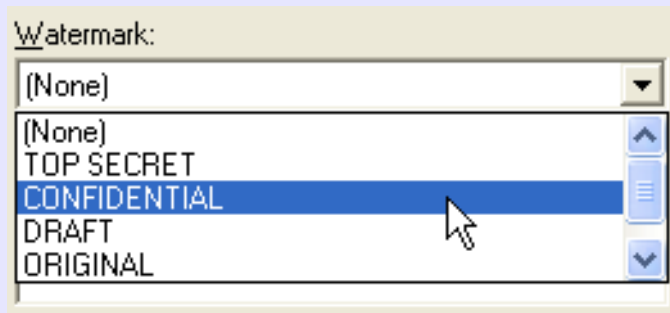 Watermark:
(None)
(None)
TOP SECRET
CONFIDENTIAL
DRAFT
ORIGINAL